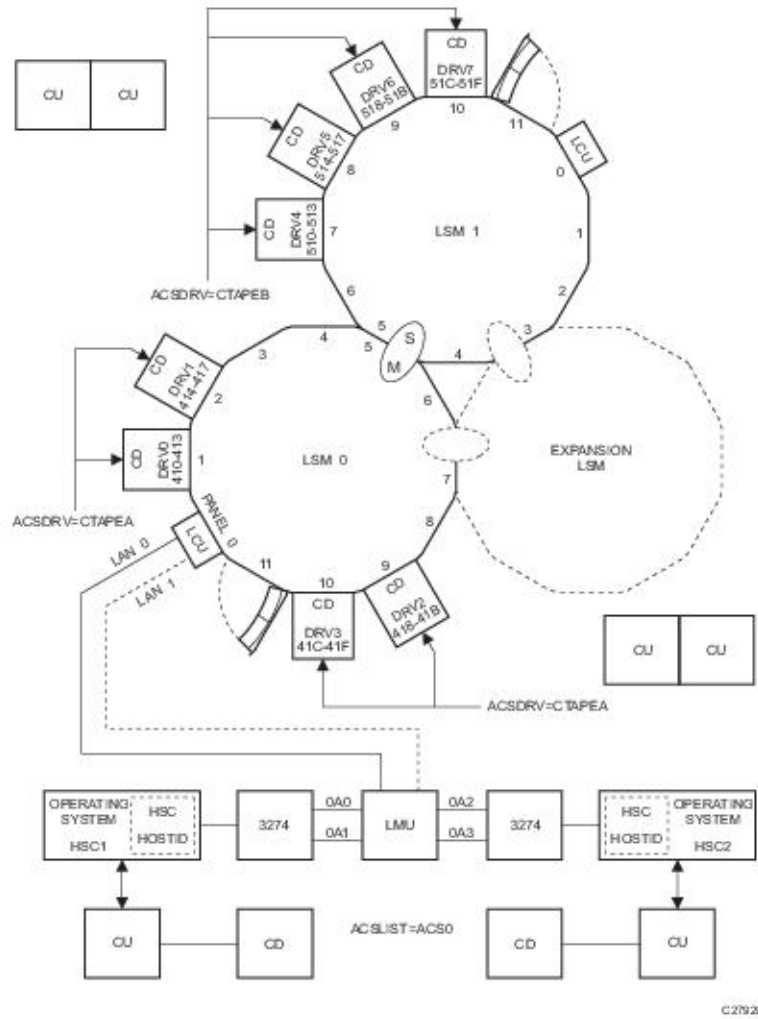 CU
CU
CD
DRV7
51C-51F
CD
DRV6
518-51B
CD
DRV5
514-517
CD
DRV4
510-513
10
11
9
8
7
6
5
4
3
2
1
0
LCU
LSM 1
ACSDRV=CTAPEB
S
M
CD
DRV1
414-417
CD
DRV0
410-413
ACSDRV=CTAPEA
4
5
3
2
1
6
7
8
9
10
11
LSM 0
PANEL 0
LCU
LAN 0
LAN 1
EXPANSION
LSM
CD
DRV3
41C-41F
CD
DRV2
418-41B
ACSDRV=CTAPEA
CU
CU
OPERATING
SYSTEM
HSC1
HSC
HOSTID
3274
0A0
0A1
LMU
0A2
0A3
3274
HSC
HOSTID
OPERATING
SYSTEM
HSC2
CU
CD
ACSLIST=ACS0
CD
CU